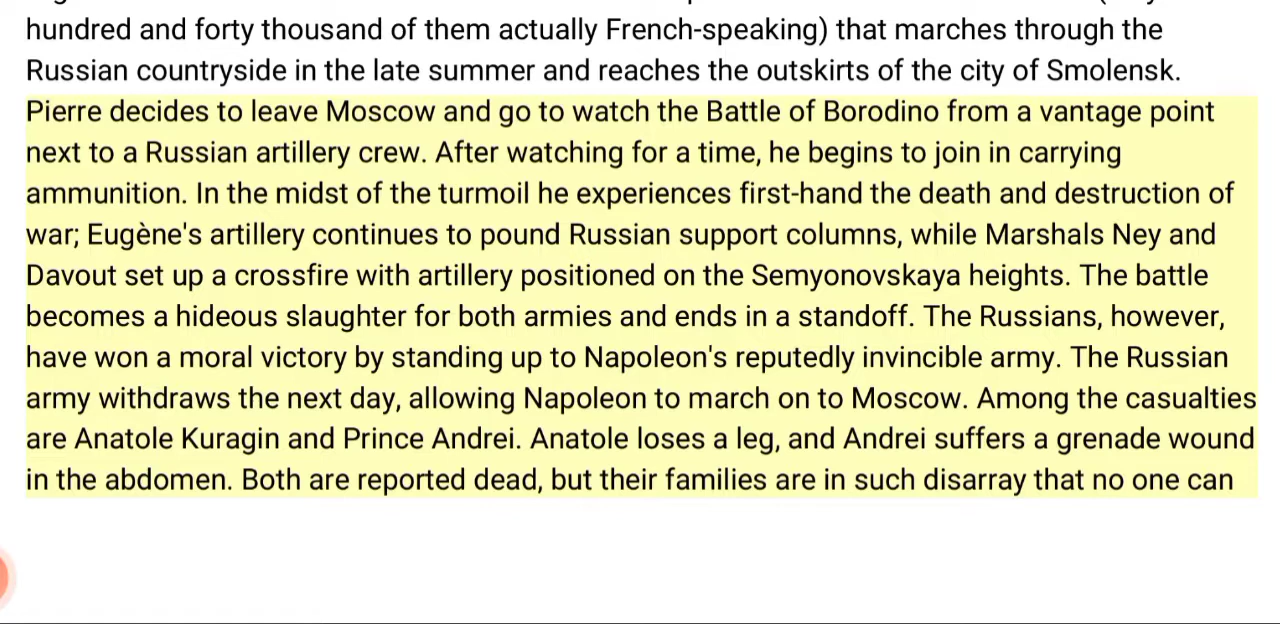 hundred and forty thousand of them actually French-speaking) that marches through the
Russian countryside in the late summer and reaches the outskirts of the city of Smolensk.
Pierre decides to leave Moscow and go to watch the Battle of Borodino from a vantage point
next to a Russian artillery crew. After watching for a time, he begins to join in carrying
ammunition. In the midst of the turmoil he experiences first-hand the death and destruction of
war; Eugène's artillery continues to pound Russian support columns, while Marshals Ney and
Davout set up a crossfire with artillery positioned on the Semyonovskaya heights. The battle
becomes a hideous slaughter for both armies and ends in a standoff. The Russians, however,
have won a moral victory by standing up to Napoleon's reputedly invincible army. The Russian
army withdraws the next day, allowing Napoleon to march on to Moscow. Among the casualties
are Anatole Kuragin and Prince Andrei. Anatole loses a leg, and Andrei suffers a grenade wound
in the abdomen. Both are reported dead, but their families are in such disarray that no one can